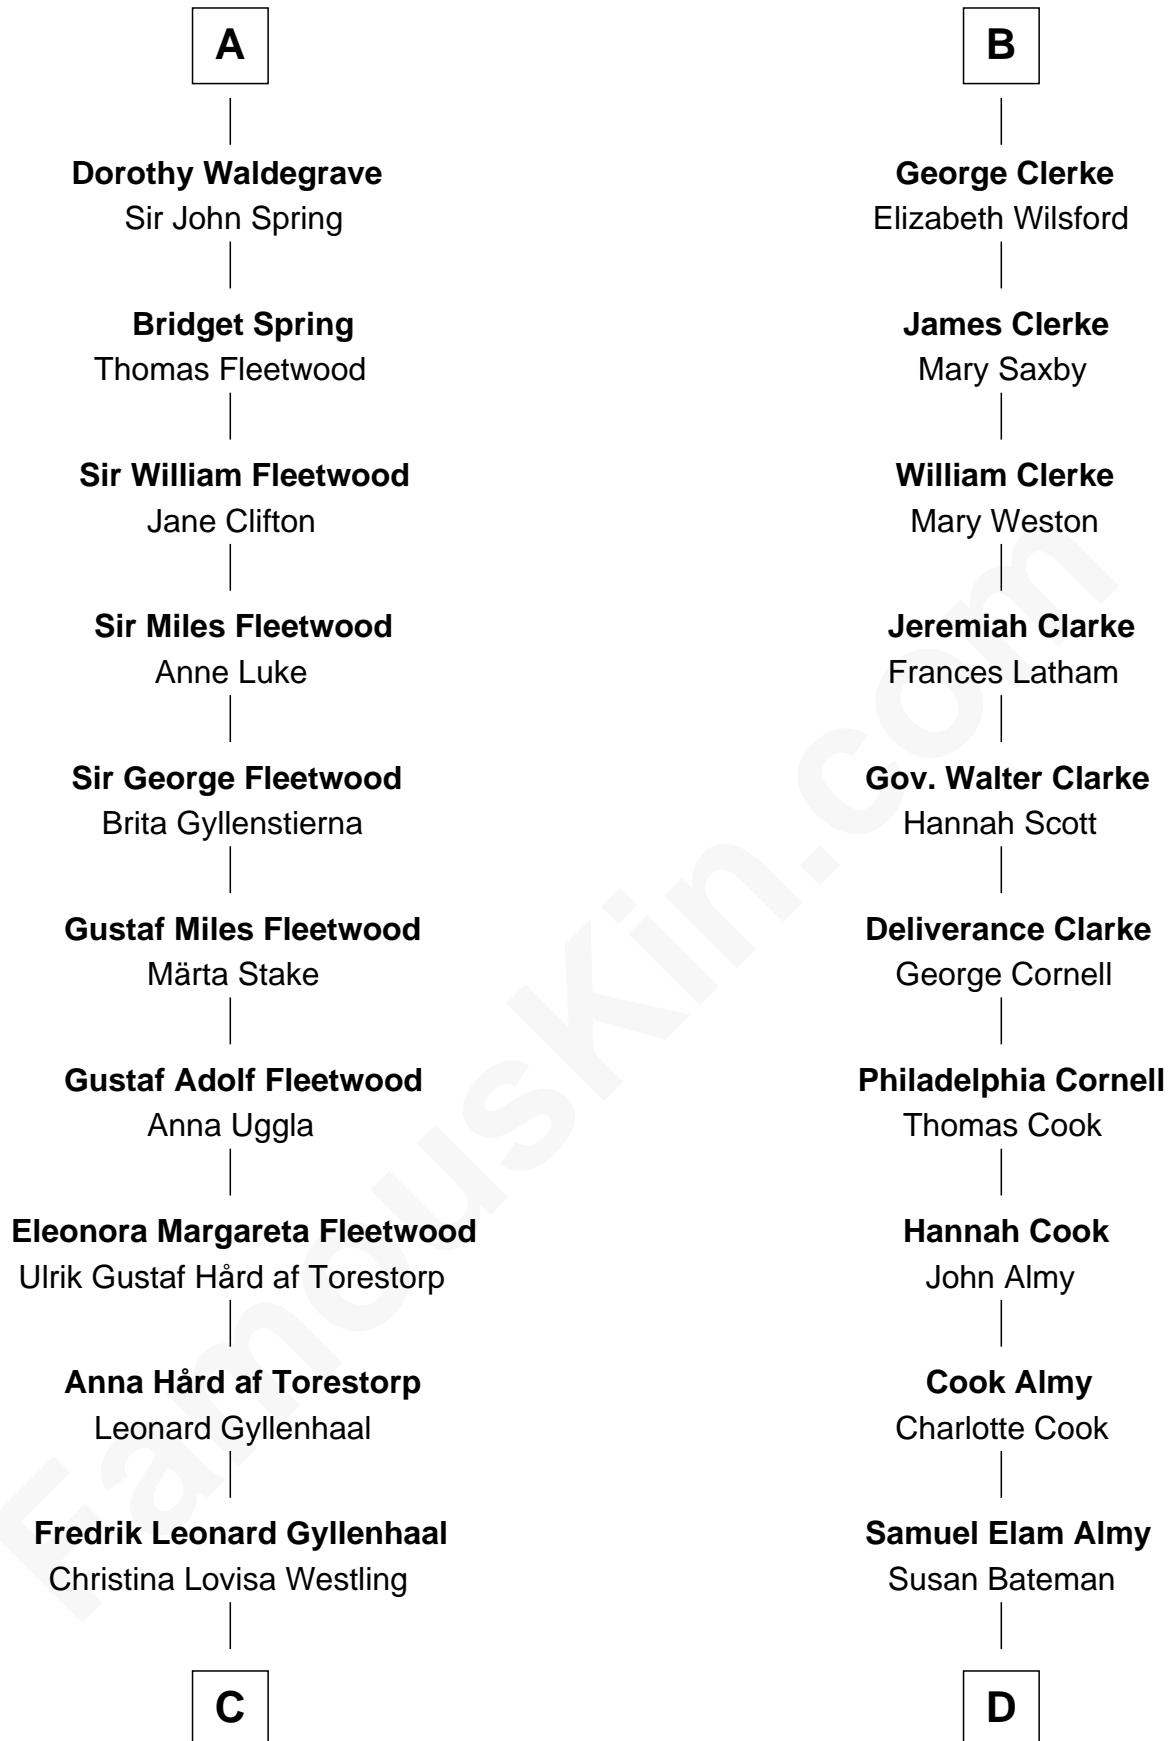 A
Dorothy Waldegrave
Sir John Spring
Bridget Spring
Thomas Fleetwood
Sir William Fleetwood
Jane Clifton
Sir Miles Fleetwood
Anne Luke
Sir George Fleetwood
Brita Gyllenstierna
Gustaf Miles Fleetwood
Märta Stake
Gustaf Adolf Fleetwood
Anna Uggla
Eleonora Margareta Fleetwood
Ulrik Gustaf Hård af Torestorp
Anna Hård af Torestorp
Leonard Gyllenhaal
Fredrik Leonard Gyllenhaal
Christina Lovisa Westling
C
B
George Clerke
Elizabeth Wilsford
James Clerke
Mary Saxby
William Clerke
Mary Weston
Jeremiah Clarke
Frances Latham
Gov. Walter Clarke
Hannah Scott
Deliverance Clarke
George Cornell
Philadelphia Cornell
Thomas Cook
Hannah Cook
John Almy
Cook Almy
Charlotte Cook
Samuel Elam Almy
Susan Bateman
D
FamousKin.com